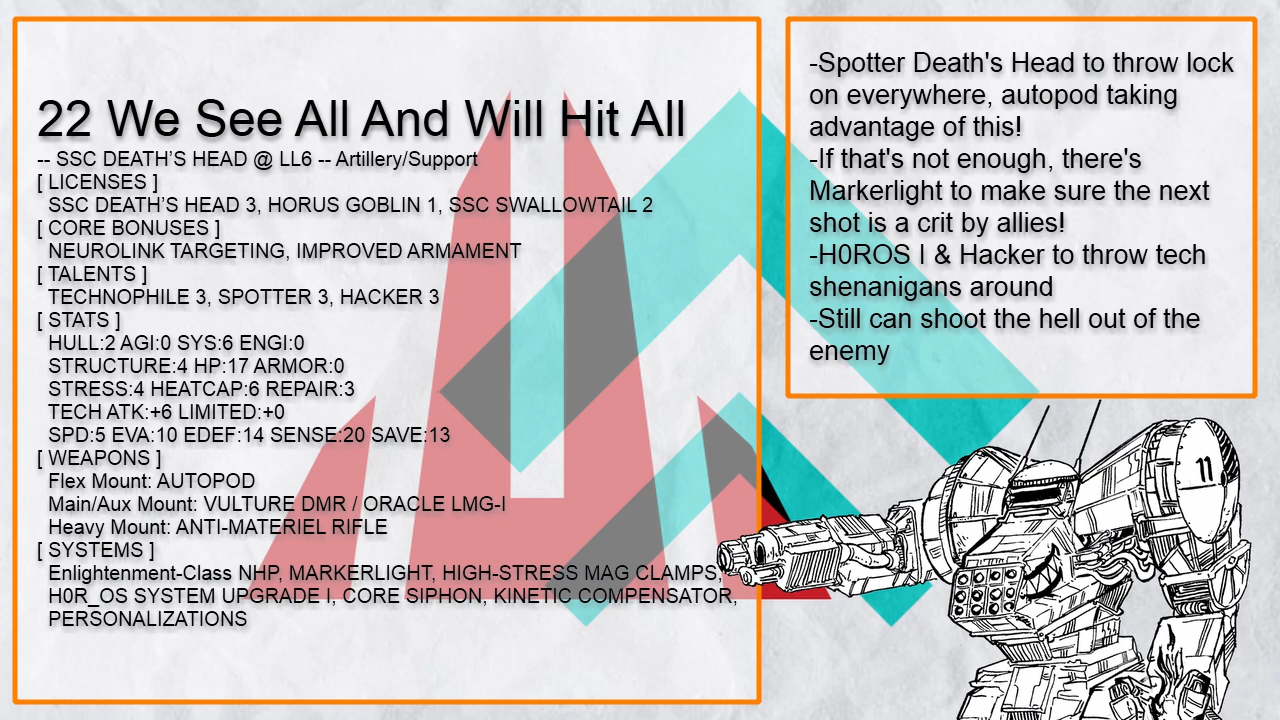 22 We See All And Will Hit All
-- SSC DEATH’S HEAD @ LL6 -- Artillery/Support
[ LICENSES ]
SSC DEATH’S HEAD 3, HORUS GOBLIN 1, SSC SWALLOWTAIL 2
[ CORE BONUSES ]
NEUROLINK TARGETING, IMPROVED ARMAMENT
[ TALENTS ]
TECHNOPHILE 3, SPOTTER 3, HACKER 3
[ STATS ]
HULL:2 AGI:0 SYS:6 ENGI:0
STRUCTURE:4 HP:17 ARMOR:0
STRESS:4 HEATCAP:6 REPAIR:3
TECH ATK:+6 LIMITED:+0
SPD:5 EVA:10 EDEF:14 SENSE:20 SAVE:13
[ WEAPONS ]
Flex Mount: AUTOPOD
Main/Aux Mount: VULTURE DMR / ORACLE LMG-I
Heavy Mount: ANTI-MATERIEL RIFLE
[ SYSTEMS ]
Enlightenment-Class NHP, MARKERLIGHT, HIGH-STRESS MAG CLAMPS,
H0R_OS SYSTEM UPGRADE I, CORE SIPHON, KINETIC COMPENSATOR,
PERSONALIZATIONS
-Spotter Death's Head to throw lock
on everywhere, autopod taking
advantage of this!
-If that's not enough, there's
Markerlight to make sure the next
shot is a crit by allies!
-H0ROS I & Hacker to throw tech
shenanigans around
-Still can shoot the hell out of the
enemy
11